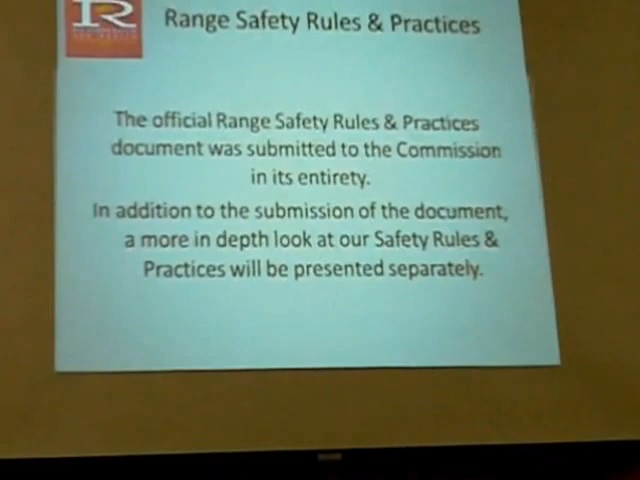 R
Range Safety Rules & Practices
The official Range Safety Rules & Practices
document was submitted to the Commission
in its entirety.
In addition to the submission of the document,
a more in depth look at our Safety Rules &
Practices will be presented separately.